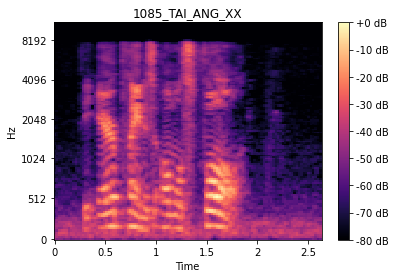 1085_TAI_ANG_XX
+0 dB
8192
-10 dB
4096
-20 dB
-30 dB
2048
Hz
-40 dB
1024
-50 dB
512
-60 dB
-70 dB
0
-80 dB
0 0.5 1 1.5 2 2.5
Time